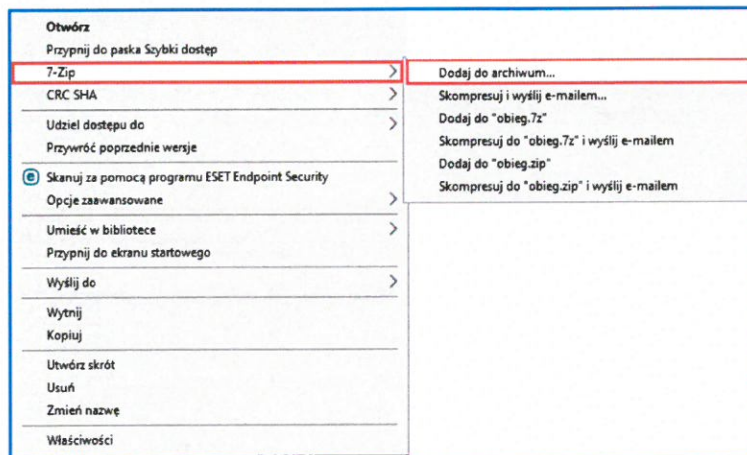 Otwórz
Przypnij do paska Szybki dostęp
7-Zip
CRC SHA
Udziel dostępu do
Przywróć poprzednie wersje
Skanuj za pomocą programu ESET Endpoint Security
Opcje zaawansowane
Umieść w bibliotece
Przypnij do ekranu startowego
Wyślij do
Wytnij
Kopiuj
Utwórz skrót
Usuń
Zmień nazwę
Właściwości
Dodaj do archiwum...
Skompresuj i wyślij e-mailem...
Dodaj do "obieg.7z"
Skompresuj do "obieg.7z" i wyślij e-mailem
Dodaj do "obieg.zip"
Skompresuj do "obieg.zip" i wyślij e-mailem